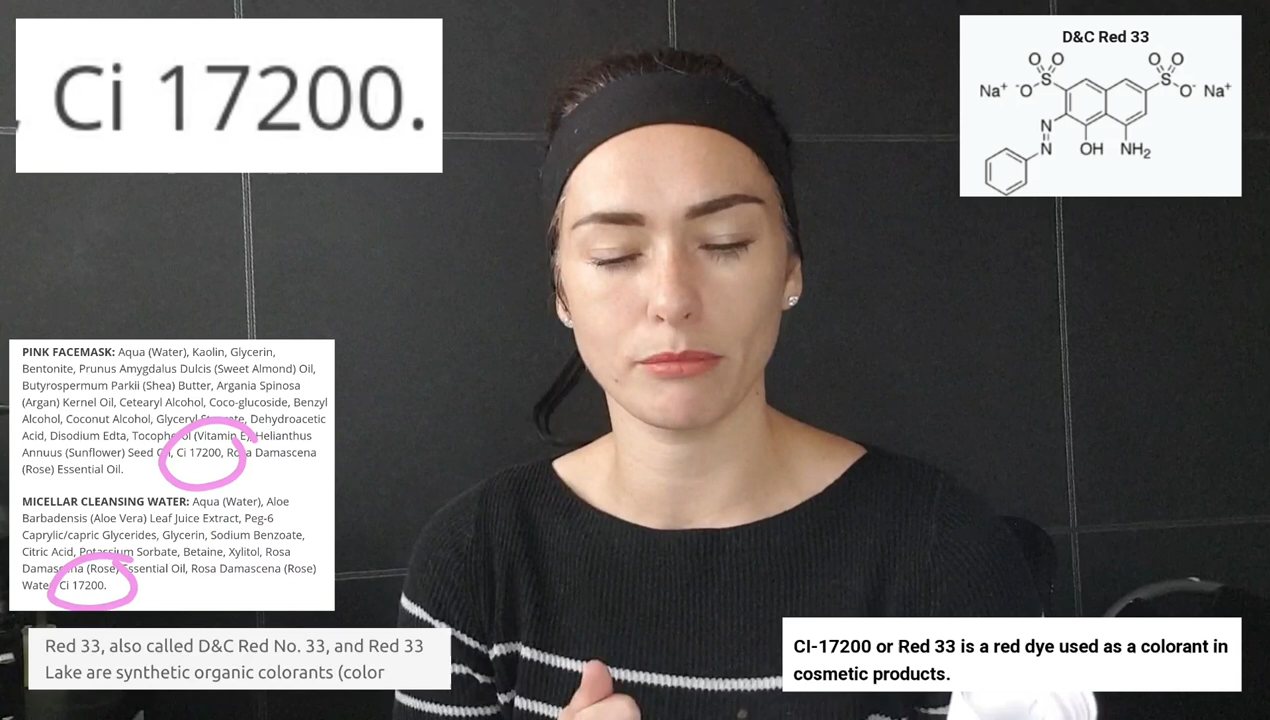 , Ci 17200.
D&C Red 33
O O
S
Na⁺ ⁻O
O O
S
O⁻ Na⁺
N
N
OH NH₂
PINK FACEMASK: Aqua (Water), Kaolin, Glycerin,
Bentonite, Prunus Amygdalus Dulcis (Sweet Almond) Oil,
Butyrospermum Parkii (Shea) Butter, Argania Spinosa
(Argan) Kernel Oil, Cetearyl Alcohol, Coco-glucoside, Benzyl
Alcohol, Coconut Alcohol, Glyceryl Stearate, Dehydroacetic
Acid, Disodium Edta, Tocopherol (Vitamin E), Helianthus
Annuus (Sunflower) Seed Oil, Ci 17200, Rosa Damascena
(Rose) Essential Oil.
MICELLAR CLEANSING WATER: Aqua (Water), Aloe
Barbadensis (Aloe Vera) Leaf Juice Extract, Peg-6
Caprylic/capric Glycerides, Glycerin, Sodium Benzoate,
Citric Acid, Potassium Sorbate, Betaine, Xylitol, Rosa
Damascena (Rose) Essential Oil, Rosa Damascena (Rose)
Water, Ci 17200.
Red 33, also called D&C Red No. 33, and Red 33
Lake are synthetic organic colorants (color
CI-17200 or Red 33 is a red dye used as a colorant in
cosmetic products.